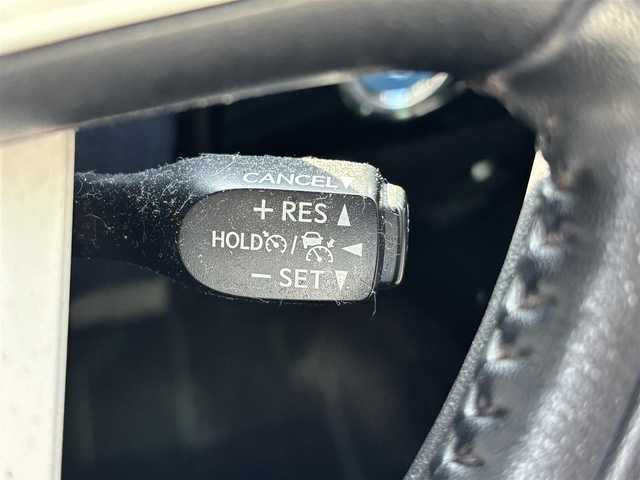 CANCEL
+ RES
HOLD /
− SET